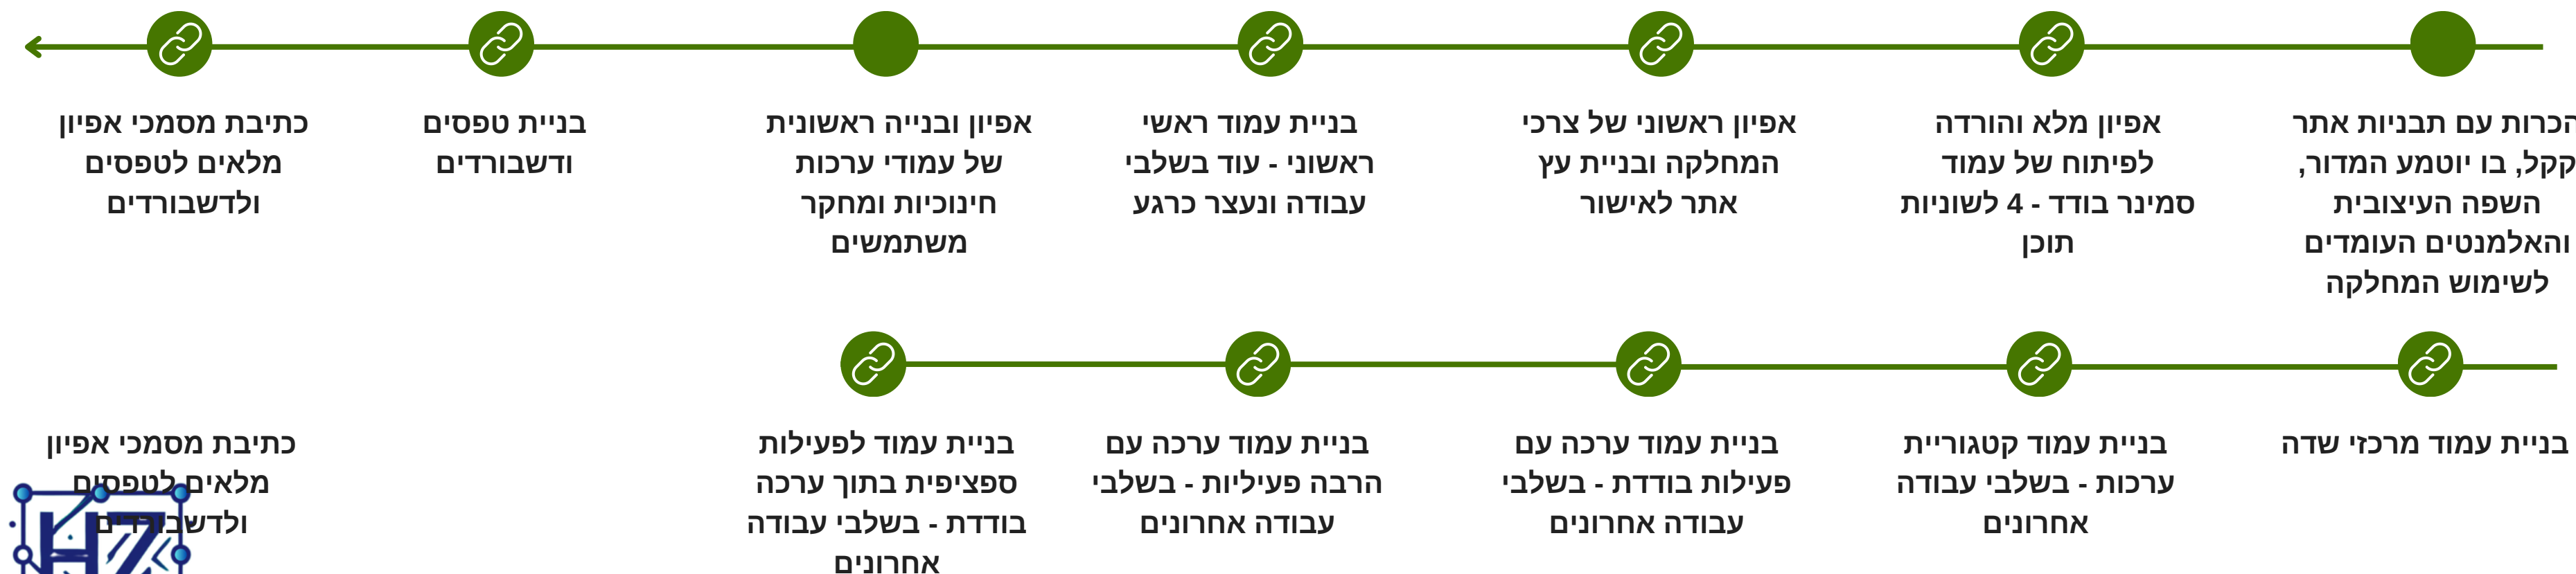 הכרות עם תבניות אתר
קקל, בו יוטמע המדור,
השפה העיצובית
והאלמנטים העומדים
לשימוש המחלקה
אפיון מלא והורדה
לפיתוח של עמוד
סמינר בודד - 4 לשוניות
תוכן
אפיון ראשוני של צרכי
המחלקה ובניית עץ
אתר לאישור
בניית עמוד ראשי
ראשוני - עוד בשלבי
עבודה ונעצר כרגע
אפיון ובנייה ראשונית
של עמודי ערכות
חינוכיות ומחקר
משתמשים
בניית טפסים
ודשבורדים
כתיבת מסמכי אפיון
מלאים לטפסים
ולדשבורדים
בניית עמוד מרכזי שדה
בניית עמוד קטגוריית
ערכות - בשלבי עבודה
אחרונים
בניית עמוד ערכה עם
פעילות בודדת - בשלבי
עבודה אחרונים
בניית עמוד ערכה עם
הרבה פעיליות - בשלבי
עבודה אחרונים
בניית עמוד לפעילות
ספציפית בתוך ערכה
בודדת - בשלבי עבודה
אחרונים
כתיבת מסמכי אפיון
מלאים לטפסים
ולדשבורדים
HZ